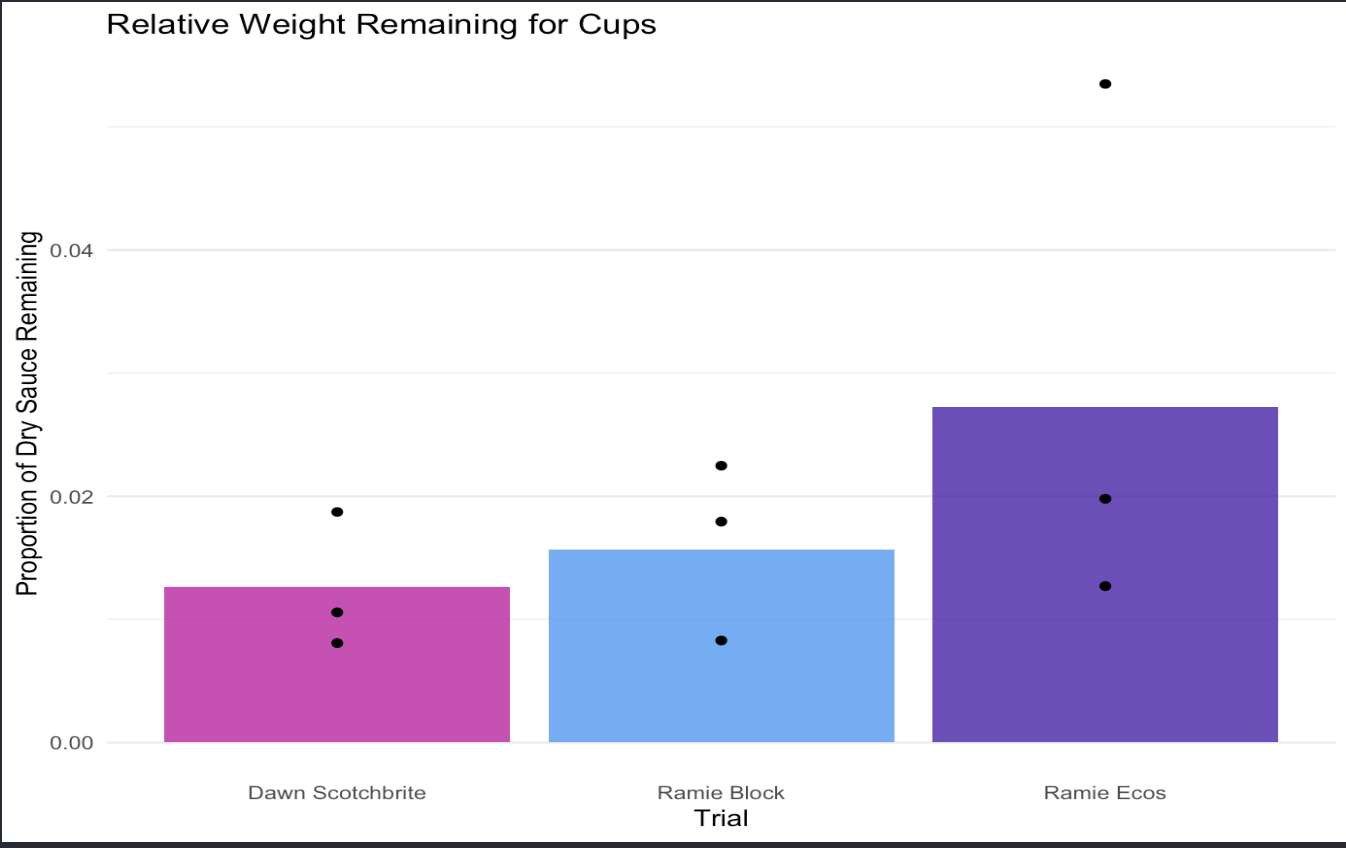 Relative Weight Remaining for Cups
Proportion of Dry Sauce Remaining
0.04
0.02
0.00
Dawn Scotchbrite
Ramie Block
Ramie Ecos
Trial